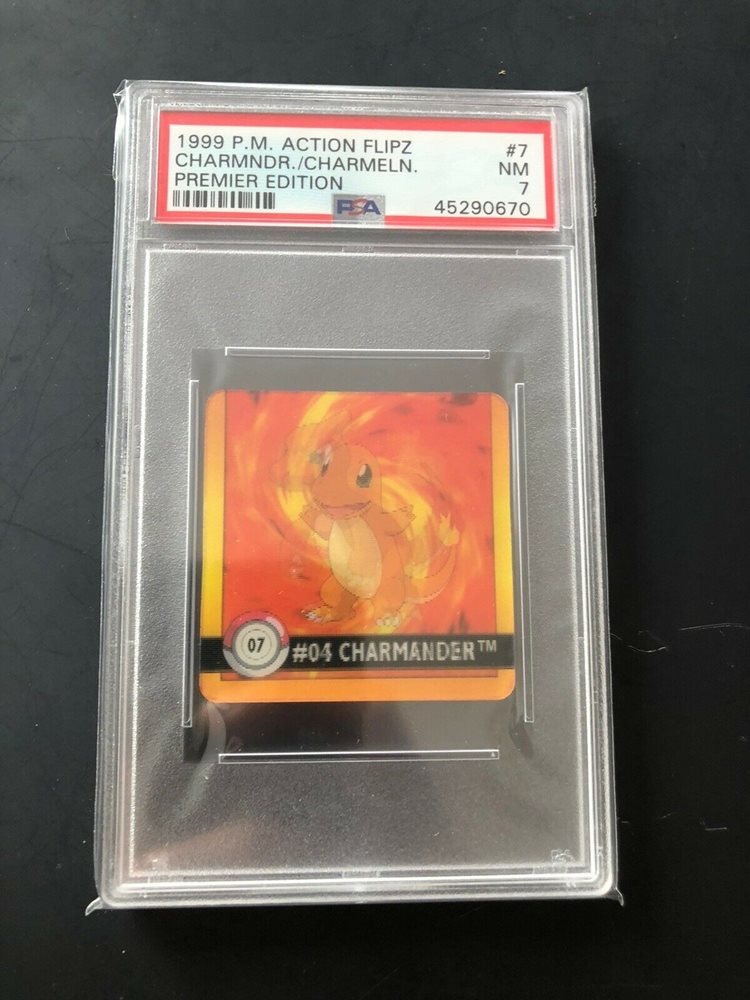 1999 P.M. ACTION FLIPZ #7
CHARMNDR./CHARMELN. NM
PREMIER EDITION 7
PSA 45290670
07 #04 CHARMANDER™